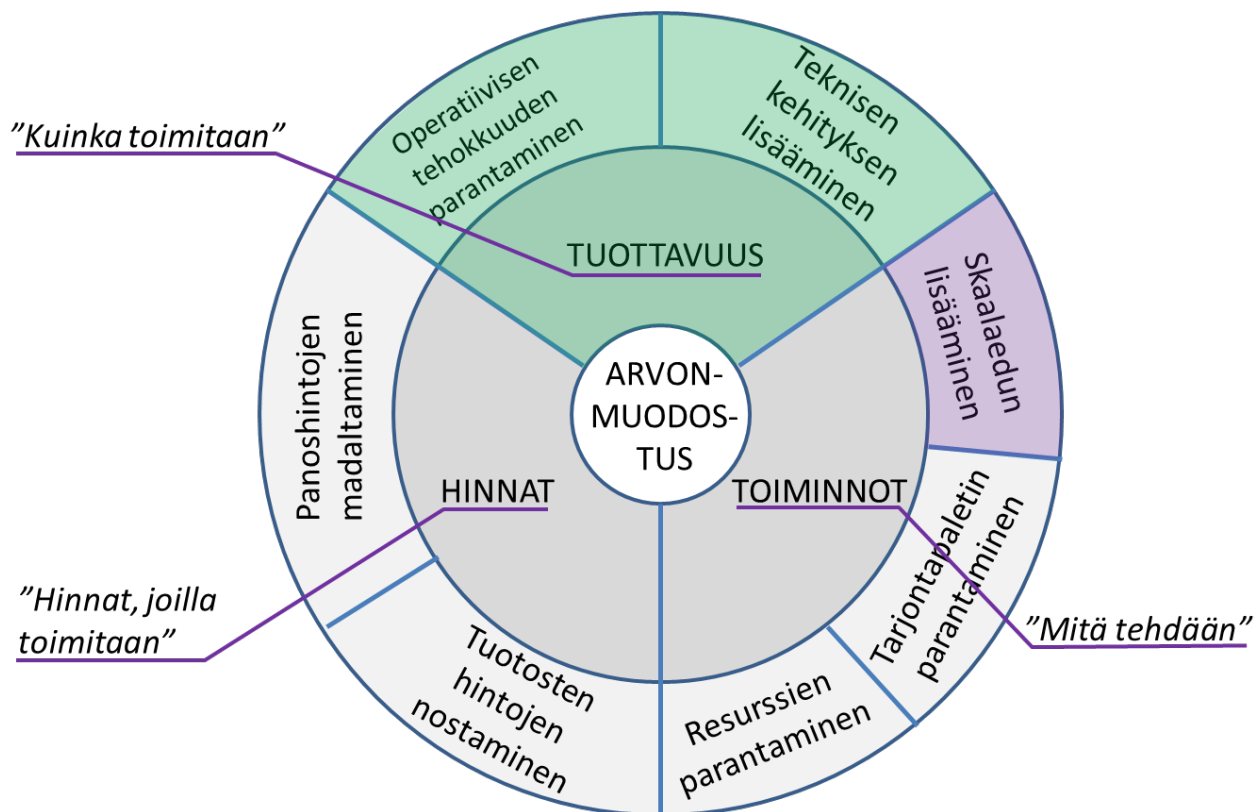 Operatiivisen
tehokkuuden
parantaminen
Teknisen
kehityksen
lisääminen
”Kuinka toimitaan”
TUOTTAVUUS
Skaalaedun
lisääminen
Panoshintojen
madaltaminen
ARVON-
MUODOS-
TUS
HINNAT
TOIMINNOT
Tarjontapaletin
parantaminen
”Hinnat, joilla
toimitaan”
”Mitä tehdään”
Tuotosten
hintojen
nostaminen
Resurssien
parantaminen